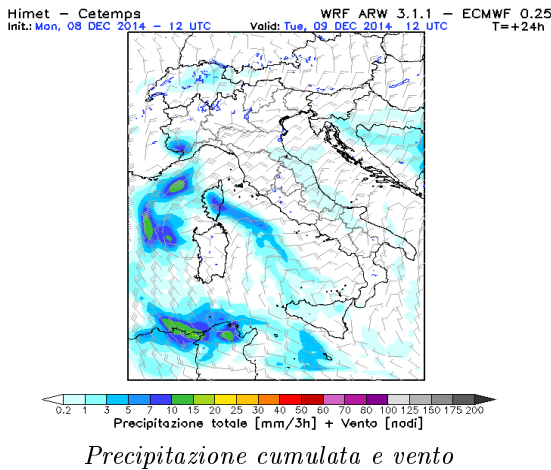 Himet – Cetemps WRF ARW 3.1.1 – ECMWF 0.25
Init.: Mon, 08 DEC 2014 – 12 UTC Valid: Tue, 09 DEC 2014 12 UTC T=+24h
0.2 1 3 5 7 10 15 20 25 30 40 50 60 70 80 100 125 150 175 200
Precipitazione totale [mm/3h] + Vento [nodi]
Precipitazione cumulata e vento